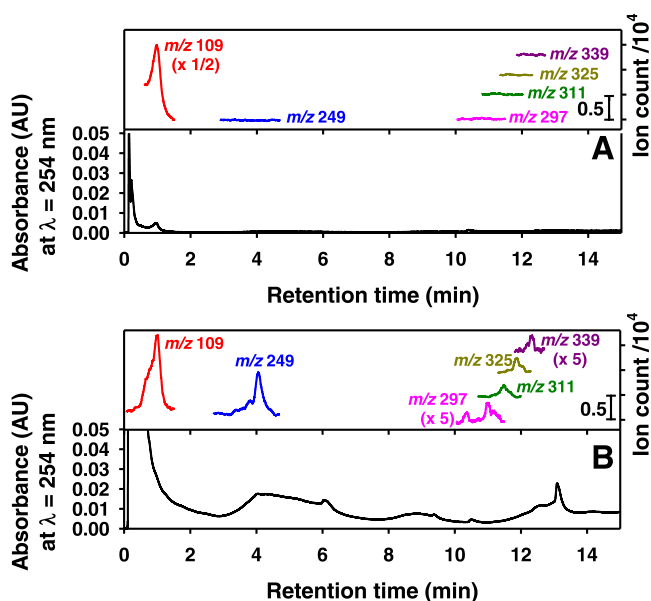 m/z 109
(x 1/2)
m/z 249
m/z 339
m/z 325
m/z 311
m/z 297
0.5
Ion count /10⁴
A
Absorbance (AU)
at λ = 254 nm
0.05
0.04
0.03
0.02
0.01
0.00
0 2 4 6 8 10 12 14
Retention time (min)
m/z 109
m/z 249
m/z 339
(x 5)
m/z 325
m/z 311
m/z 297
(x 5)
0.5
Ion count /10⁴
B
Absorbance (AU)
at λ = 254 nm
0.05
0.04
0.03
0.02
0.01
0.00
0 2 4 6 8 10 12 14
Retention time (min)